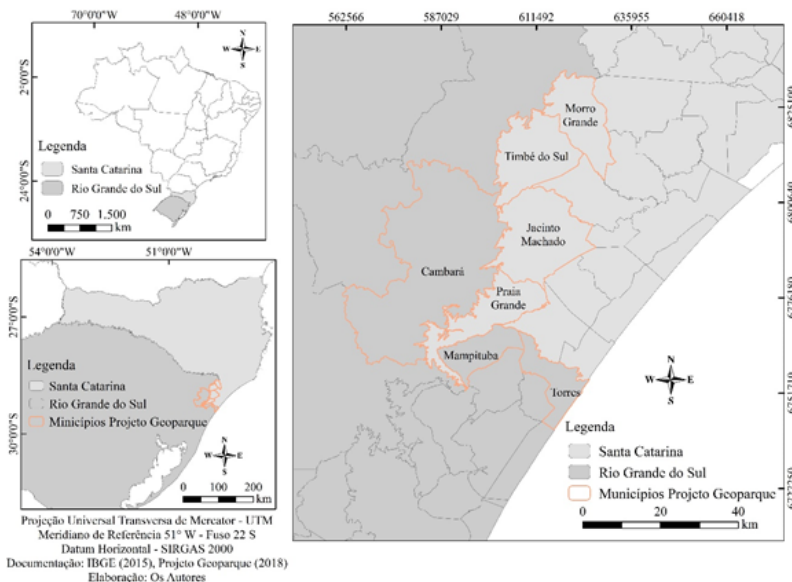 70°0'0"W 48°0'0"W
N
W E
S
2°0'0"S
24°0'0"S
Legenda
Santa Catarina
Rio Grande do Sul
0 750 1.500
km
54°0'0"W 51°0'0"W
27°0'0"S
30°0'0"S
Legenda
Santa Catarina
Rio Grande do Sul
Minicípios Projeto Geoparque
N
W E
S
0 100 200
km
Projeção Universal Transversa de Mercator - UTM
Meridiano de Referência 51° W - Fuso 22 S
Datum Horizontal - SIRGAS 2000
Documentação: IBGE (2015), Projeto Geoparque (2018)
Elaboração: Os Autores
562566 587029 611492 635955 660418
6825100
6800640
6776180
6751710
Morro
Grande
Timbé do Sul
Jacinto
Machado
Cambará
Praia
Grande
Mampituba
Torres
N
W E
S
Legenda
Santa Catarina
Rio Grande do Sul
Municípios Projeto Geoparque
0 20 40
km